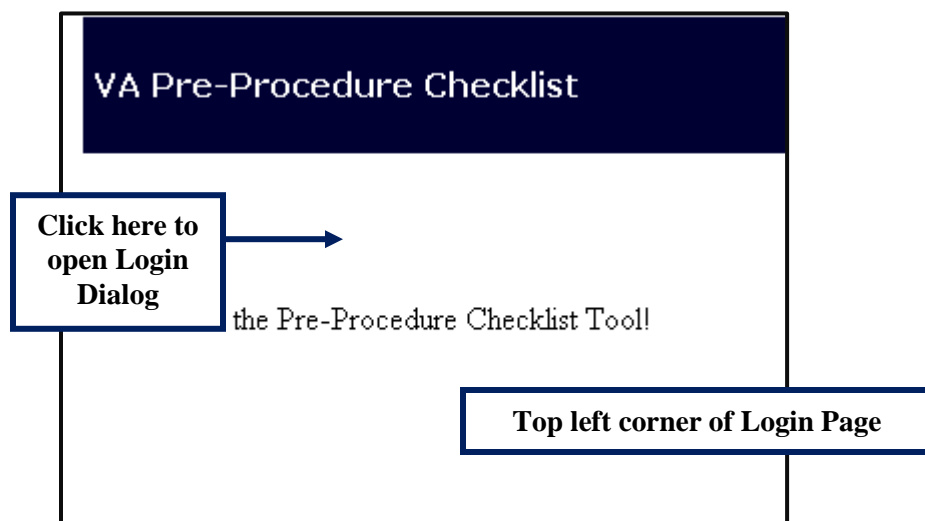 VA Pre-Procedure Checklist
Click here to
open Login
Dialog
the Pre-Procedure Checklist Tool!
Top left corner of Login Page